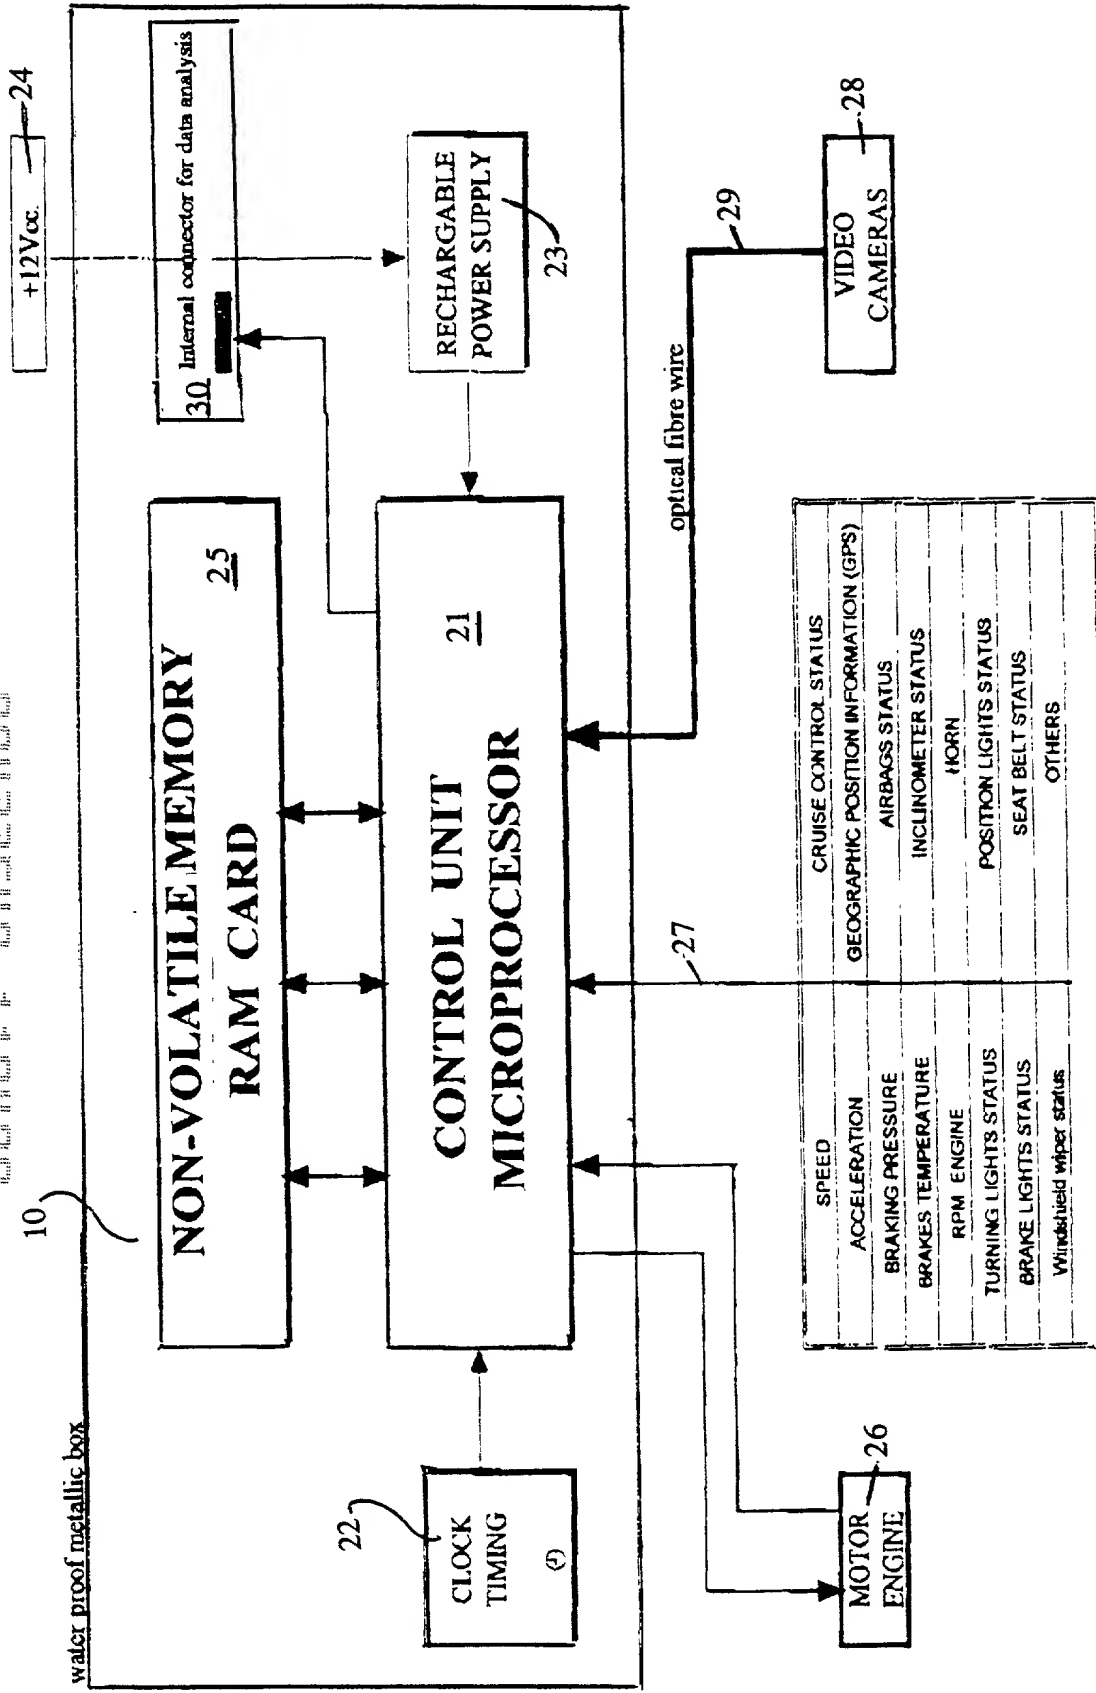 water proof metallic box
10
+12Vcc.
24
Internal connector for data analysis
30
NON-VOLATILE MEMORY
RAM CARD
25
CLOCK
TIMING
22
CONTROL UNIT
MICROPROCESSOR
21
RECHARGABLE
POWER SUPPLY
23
optical fibre wire
29
27
MOTOR
ENGINE
26
VIDEO
CAMERAS
28
SPEED
CRUISE CONTROL STATUS
ACCELERATION
GEOGRAPHIC POSITION INFORMATION (GPS)
BRAKING PRESSURE
AIRBAGS STATUS
BRAKES TEMPERATURE
INCLINOMETER STATUS
RPM ENGINE
HORN
TURNING LIGHTS STATUS
POSITION LIGHTS STATUS
BRAKE LIGHTS STATUS
SEAT BELT STATUS
Windshield wiper status
OTHERS